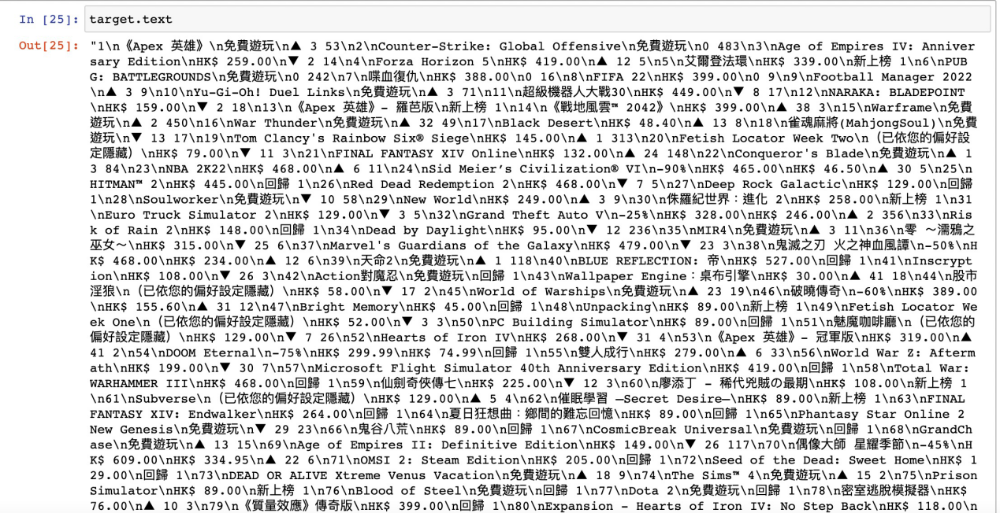 In [25]: target.text
Out[25]: "1\n《Apex 英雄》\n免費遊玩\n▲ 3 53\n2\nCounter-Strike: Global Offensive\n免費遊玩\n0 483\n3\nAge of Empires IV: Anniver
sary Edition\nHK$ 259.00\n▼ 2 14\n4\nForza Horizon 5\nHK$ 419.00\n▲ 12 5\n5\n艾爾登法環\nHK$ 339.00\n新上榜 1\n6\nPUB
G: BATTLEGROUNDS\n免費遊玩\n0 242\n7\n喋血復仇\nHK$ 388.00\n0 16\n8\nFIFA 22\nHK$ 399.00\n0 9\n9\nFootball Manager 2022
\n▲ 3 9\n10\nYu-Gi-Oh! Duel Links\n免費遊玩\n▲ 3 71\n11\n超級機器人大戰30\nHK$ 449.00\n▼ 8 17\n12\nNARAKA: BLADEPOINT
\nHK$ 159.00\n▼ 2 18\n13\n《Apex 英雄》- 羅芭版\n新上榜 1\n14\n《戰地風雲™ 2042》\nHK$ 399.00\n▲ 38 3\n15\nWarframe\n免費
遊玩\n▲ 2 450\n16\nWar Thunder\n免費遊玩\n▲ 32 49\n17\nBlack Desert\nHK$ 48.40\n▲ 13 8\n18\n雀魂麻將(MahjongSoul)\n免費
遊玩\n▼ 13 17\n19\nTom Clancy's Rainbow Six® Siege\nHK$ 145.00\n▲ 1 313\n20\nFetish Locator Week Two\n（已依您的偏好設
定隱藏）\nHK$ 79.00\n▼ 11 3\n21\nFINAL FANTASY XIV Online\nHK$ 132.00\n▲ 24 148\n22\nConqueror's Blade\n免費遊玩\n▲ 1
3 84\n23\nNBA 2K22\nHK$ 468.00\n▲ 6 11\n24\nSid Meier’s Civilization® VI\n-90%\nHK$ 465.00\nHK$ 46.50\n▲ 30 5\n25\n
HITMAN™ 2\nHK$ 445.00\n回歸 1\n26\nRed Dead Redemption 2\nHK$ 468.00\n▼ 7 5\n27\nDeep Rock Galactic\nHK$ 129.00\n回歸
1\n28\nSoulworker\n免費遊玩\n▼ 10 58\n29\nNew World\nHK$ 249.00\n▲ 3 9\n30\n侏羅紀世界：進化 2\nHK$ 258.00\n新上榜 1\n31
\nEuro Truck Simulator 2\nHK$ 129.00\n▼ 3 5\n32\nGrand Theft Auto V\n-25%\nHK$ 328.00\nHK$ 246.00\n▲ 2 356\n33\nRis
k of Rain 2\nHK$ 148.00\n回歸 1\n34\nDead by Daylight\nHK$ 95.00\n▼ 12 236\n35\nMIR4\n免費遊玩\n▲ 3 11\n36\n零 ～濡鴉之
巫女～\nHK$ 315.00\n▼ 25 6\n37\nMarvel's Guardians of the Galaxy\nHK$ 479.00\n▼ 23 3\n38\n鬼滅之刃 火之神血風譚\n-50%\nH
K$ 468.00\nHK$ 234.00\n▲ 12 6\n39\n天命2\n免費遊玩\n▲ 1 118\n40\nBLUE REFLECTION: 帝\nHK$ 527.00\n回歸 1\n41\nInscrypt
ion\nHK$ 108.00\n▼ 26 3\n42\nAction對魔忍\n免費遊玩\n回歸 1\n43\nWallpaper Engine：桌布引擎\nHK$ 30.00\n▲ 41 18\n44\n股市
淫狼\n（已依您的偏好設定隱藏）\nHK$ 58.00\n▼ 17 2\n45\nWorld of Warships\n免費遊玩\n▲ 23 19\n46\n破曉傳奇\n-60%\nHK$ 389.00
\nHK$ 155.60\n▲ 31 12\n47\nBright Memory\nHK$ 45.00\n回歸 1\n48\nUnpacking\nHK$ 89.00\n新上榜 1\n49\nFetish Locator We
ek One\n（已依您的偏好設定隱藏）\nHK$ 52.00\n▼ 3 3\n50\nPC Building Simulator\nHK$ 89.00\n回歸 1\n51\n魅魔咖啡廳\n（已依您的
偏好設定隱藏）\nHK$ 129.00\n▼ 7 26\n52\nHearts of Iron IV\nHK$ 268.00\n▼ 31 4\n53\n《Apex 英雄》- 冠軍版\nHK$ 319.00\n▲
41 2\n54\nDOOM Eternal\n-75%\nHK$ 299.99\nHK$ 74.99\n回歸 1\n55\n雙人成行\nHK$ 279.00\n▲ 6 33\n56\nWorld War Z: Afterm
ath\nHK$ 199.00\n▼ 30 7\n57\nMicrosoft Flight Simulator 40th Anniversary Edition\nHK$ 419.00\n回歸 1\n58\nTotal War:
WARHAMMER III\nHK$ 468.00\n回歸 1\n59\n仙劍奇俠傳七\nHK$ 225.00\n▼ 12 3\n60\n廖添丁 - 稀代兇賊の最期\nHK$ 108.00\n新上榜 1
\n61\nSubverse\n（已依您的偏好設定隱藏）\nHK$ 129.00\n▲ 5 4\n62\n催眠學習 —Secret Desire—\nHK$ 89.00\n新上榜 1\n63\nFINAL
FANTASY XIV: Endwalker\nHK$ 264.00\n回歸 1\n64\n夏日狂想曲：鄉間的難忘回憶\nHK$ 89.00\n回歸 1\n65\nPhantasy Star Online 2
New Genesis\n免費遊玩\n▼ 29 23\n66\n鬼谷八荒\nHK$ 89.00\n回歸 1\n67\nCosmicBreak Universal\n免費遊玩\n回歸 1\n68\nGrandCh
ase\n免費遊玩\n▲ 13 15\n69\nAge of Empires II: Definitive Edition\nHK$ 149.00\n▼ 26 117\n70\n偶像大師 星耀季節\n-45%\nH
K$ 609.00\nHK$ 334.95\n▲ 22 6\n71\nOMSI 2: Steam Edition\nHK$ 205.00\n回歸 1\n72\nSeed of the Dead: Sweet Home\nHK$ 1
29.00\n回歸 1\n73\nDEAD OR ALIVE Xtreme Venus Vacation\n免費遊玩\n▲ 18 9\n74\nThe Sims™ 4\n免費遊玩\n▲ 15 2\n75\nPrison
Simulator\nHK$ 89.00\n新上榜 1\n76\nBlood of Steel\n免費遊玩\n回歸 1\n77\nDota 2\n免費遊玩\n回歸 1\n78\n密室逃脫模擬器\nHK$
76.00\n▲ 10 3\n79\n《質量效應》傳奇版\nHK$ 399.00\n回歸 1\n80\nExpansion - Hearts of Iron IV: No Step Back\nHK$ 118.00\n